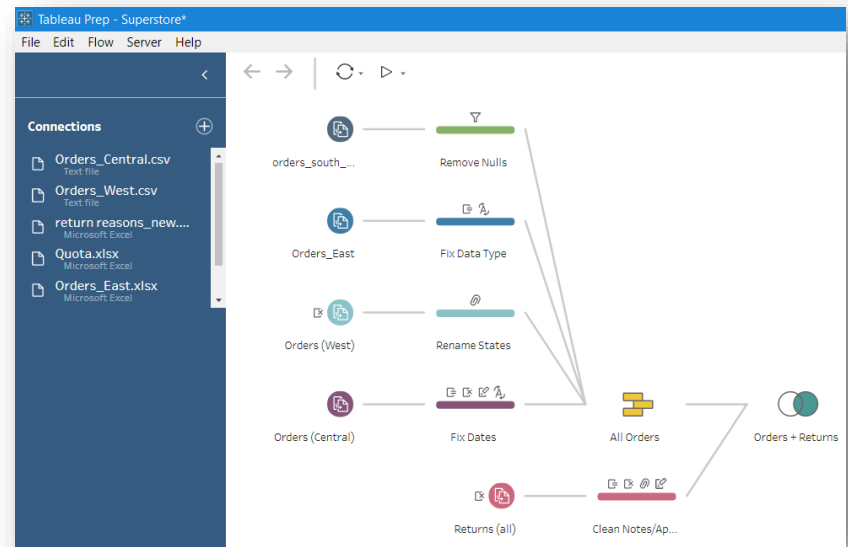 Tableau Prep - Superstore*
File Edit Flow Server Help
Connections
Orders_Central.csv
Text file
Orders_West.csv
Text file
return reasons_new....
Microsoft Excel
Quota.xlsx
Microsoft Excel
Orders_East.xlsx
Microsoft Excel
orders_south_...
Remove Nulls
Orders_East
Fix Data Type
Orders (West)
Rename States
Orders (Central)
Fix Dates
All Orders
Orders + Returns
Returns (all)
Clean Notes/Ap...